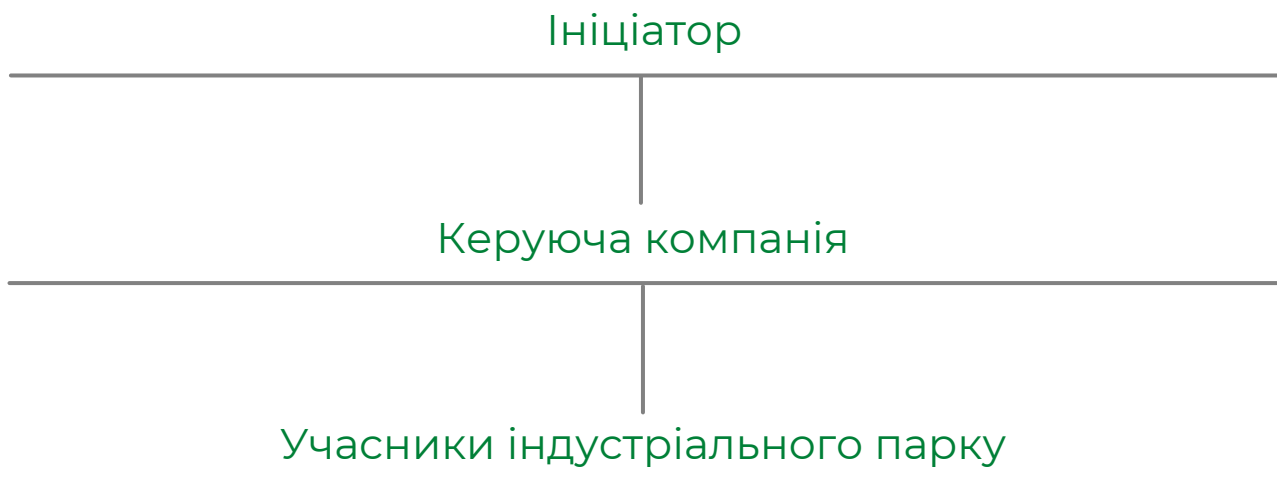 Ініціатор
Керуюча компанія
Учасники індустріального парку